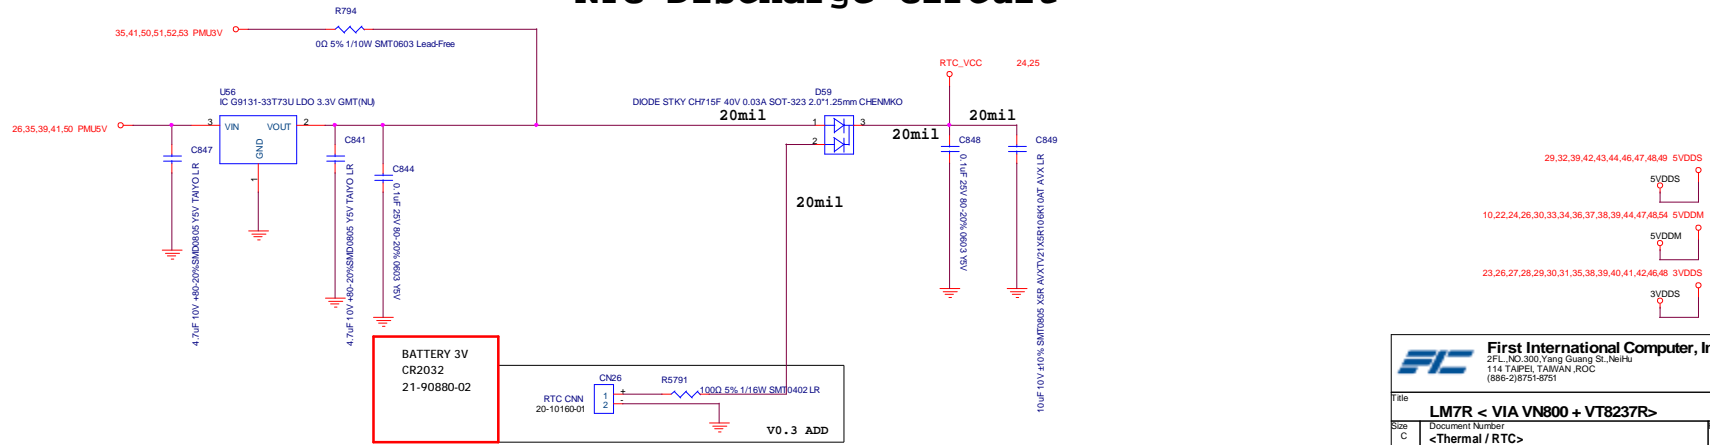 RTC Discharge Circuit
R794
35,41,50,51,52,53 PMU3V
0Ω 5% 1/10W SMT0603 Lead-Free
RTC_VCC 24,25
U56
IC G9131-33T73U LDO 3.3V GMT(NU)
D59
DIODE STKY CH715F 40V 0.03A SOT-323 2.0*1.25mm CHENMKO
20mil
20mil
26,35,39,41,50 PMU5V
3 VIN VOUT 2
GND
1
1
2
3
20mil
C847
4.7uF 10V +80-20%SMD0805 Y5V TAIYO LR
C841
4.7uF 10V +80-20%SMD0805 Y5V TAIYO LR
C844
0.1uF 25V 80-20% 0603 Y5V
C848
0.1uF 25V 80-20% 0603 Y5V
C849
10uF 10V ±10% SMT0805 X5R AVXTV21X5R106K10AT AVX LR
20mil
29,32,39,42,43,44,46,47,48,49 5VDDS
5VDDS
10,22,24,26,30,33,34,36,37,38,39,44,47,48,54 5VDDM
5VDDM
23,26,27,28,29,30,31,35,38,39,40,41,42,46,48 3VDDS
3VDDS
BATTERY 3V
CR2032
21-90880-02
CN26
RTC CNN
20-10160-01
1 +
2 -
R5791
100Ω 5% 1/16W SMT0402 LR
V0.3 ADD
FIC
First International Computer, In
2FL.,NO.300,Yang Guang St.,NeiHu
114 TAIPEI, TAIWAN ,ROC
(886-2)8751-8751
Title
LM7R < VIA VN800 + VT8237R>
Size
C
Document Number
<Thermal / RTC>